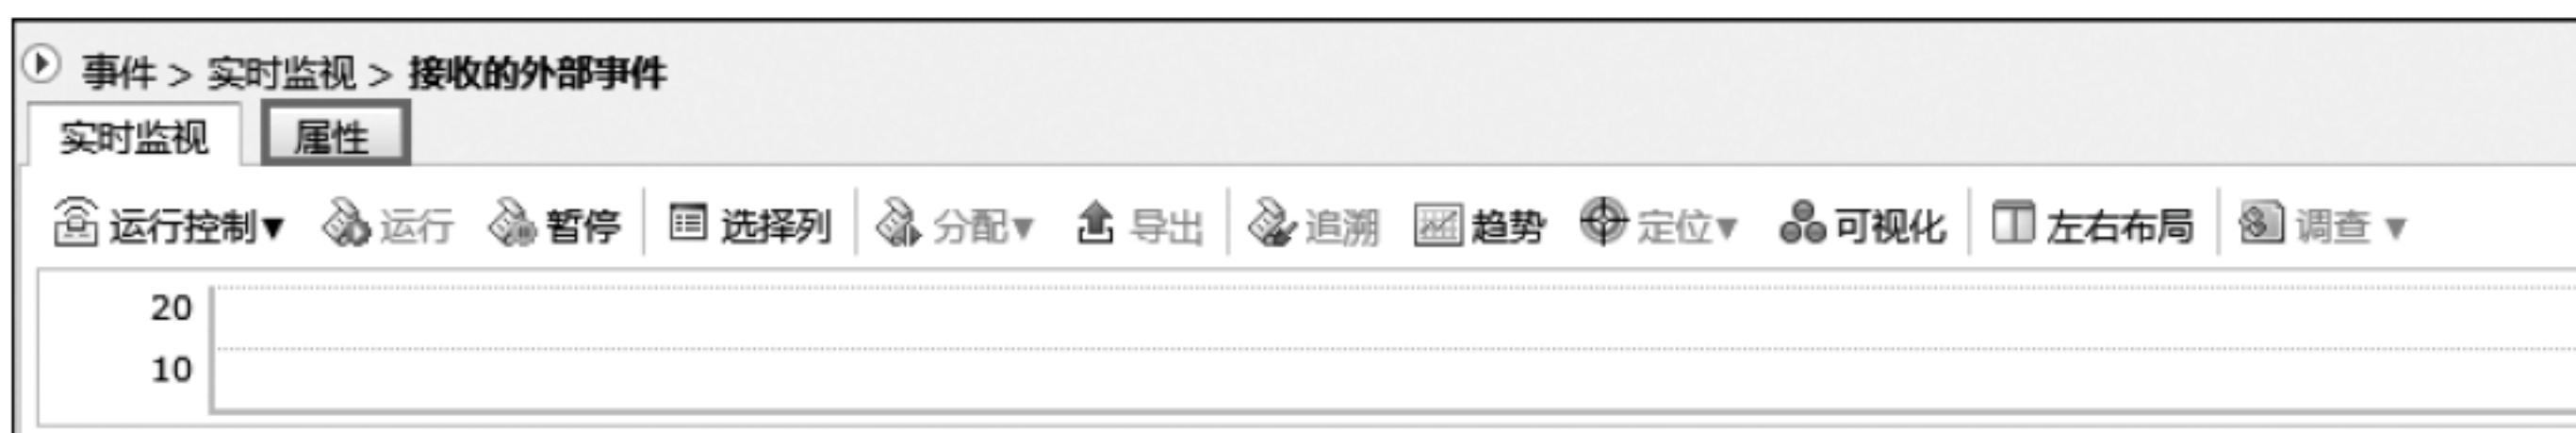 事件 > 实时监视 > 接收的外部事件
实时监视 属性
运行控制▼ 运行 暂停 选择列 分配▼ 导出 追溯 趋势 定位▼ 可视化 左右布局 调查 ▼
20
10